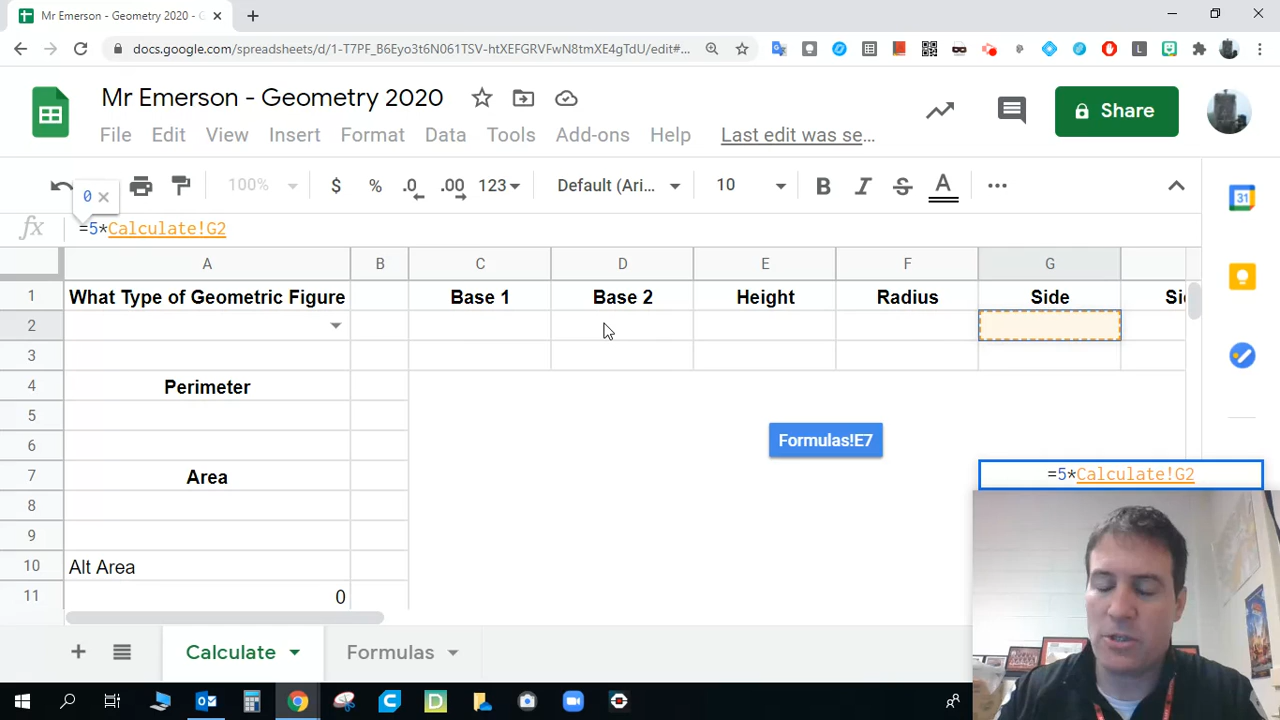 Mr Emerson - Geometry 2020 - G
docs.google.com/spreadsheets/d/1-T7PF_B6Eyo3t6N061TSV-htXEFGRVFwN8tmXE4gTdU/edit#...
Mr Emerson - Geometry 2020
Share
File Edit View Insert Format Data Tools Add-ons Help Last edit was se...
100% $ % .0 .00 123 Default (Ari... 10 B I S A
0 ×
fx =5*Calculate!G2
A B C D E F G
1 What Type of Geometric Figure Base 1 Base 2 Height Radius Side Si
2
3
4 Perimeter
5
6 Formulas!E7
7 Area =5*Calculate!G2
8
9
10 Alt Area
11 0
Calculate Formulas